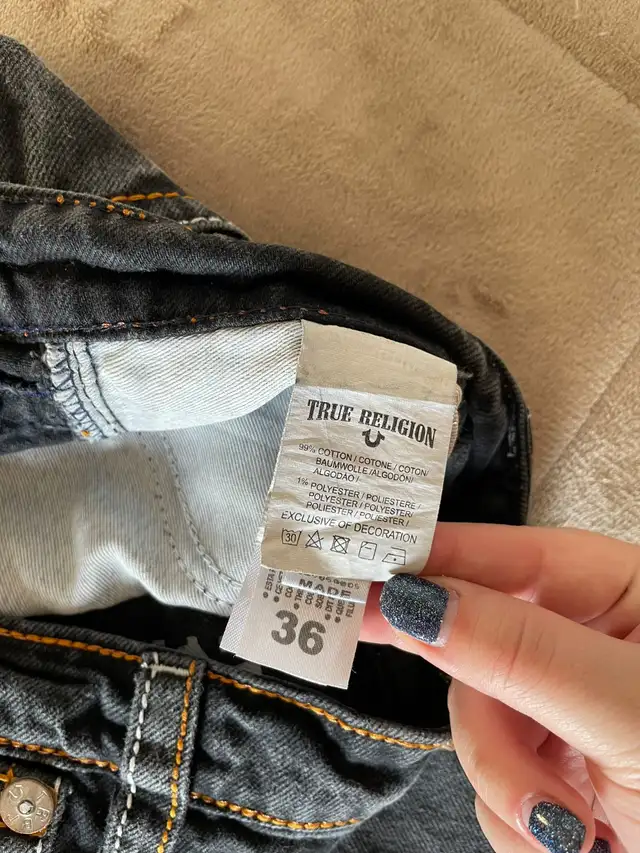 TRUE RELIGION
99% COTTON / COTONE / COTON/
BAUMWOLLE /ALGODÓN/
ALGODÃO /
1% POLYESTER / POLIESTERE /
POLYESTER / POLYESTER/
POLIESTER / POLIESTER /
EXCLUSIVE OF DECORATION
30
MADE
36